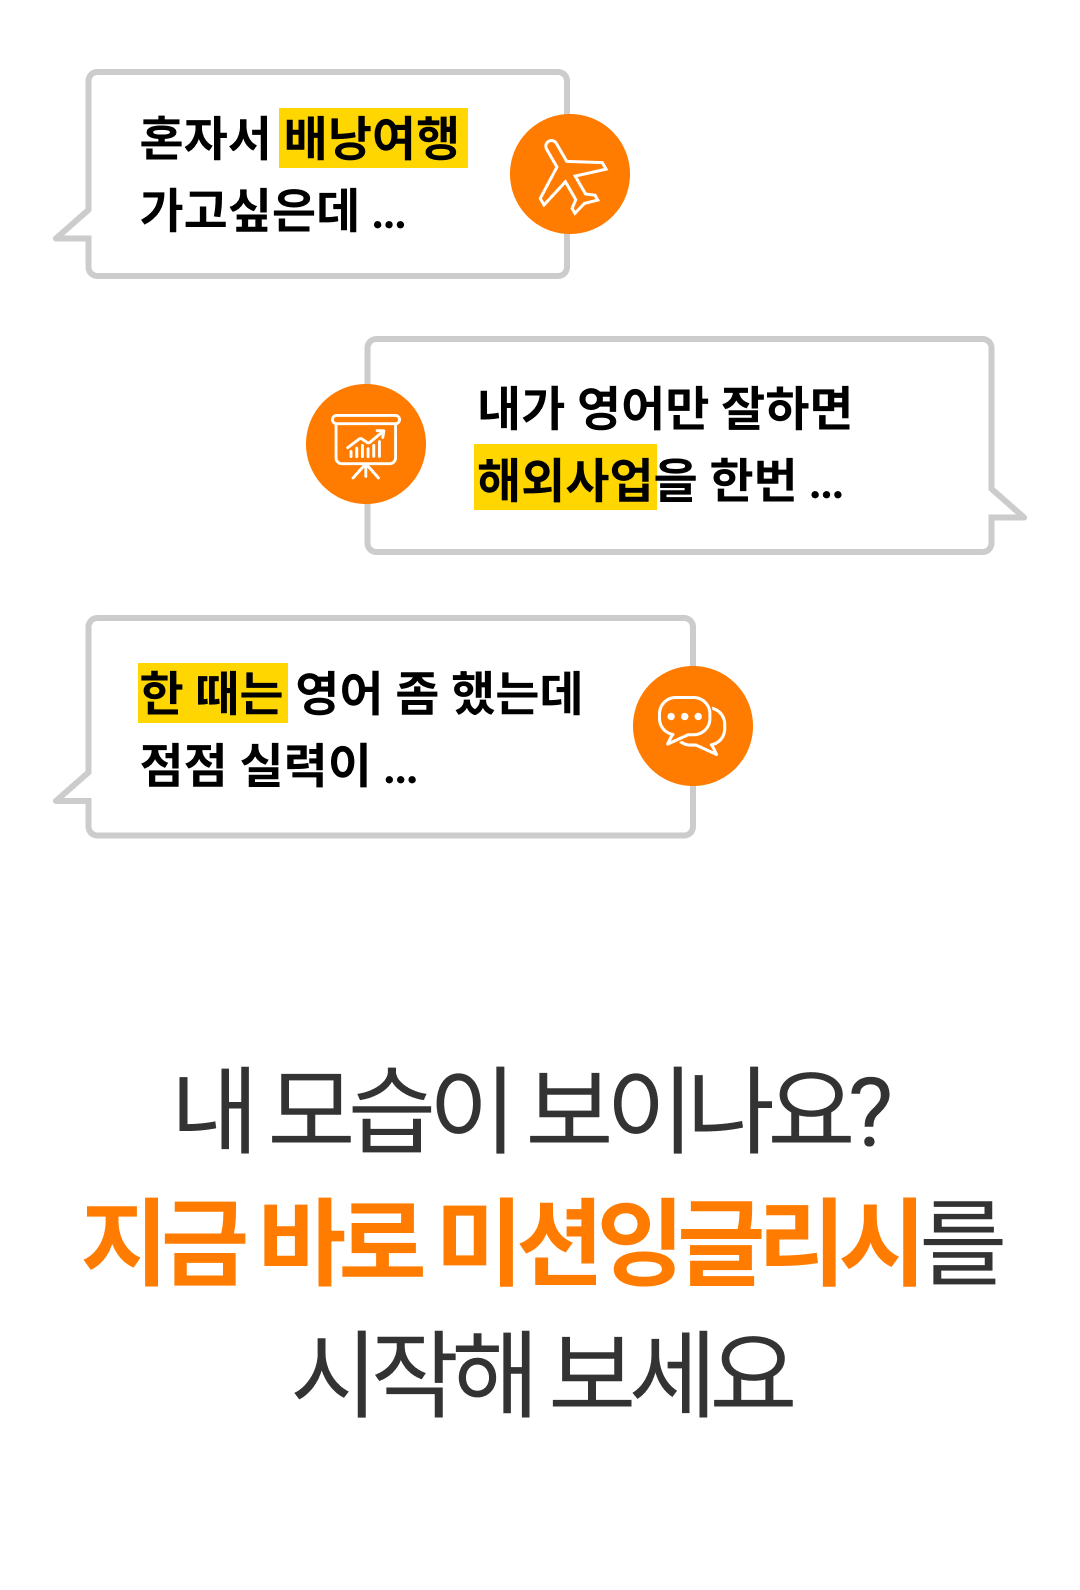 혼자서 배낭여행
가고싶은데 ...
내가 영어만 잘하면
해외사업을 한번 ...
한 때는 영어 좀 했는데
점점 실력이 ...
내 모습이 보이나요?
지금 바로 미션잉글리시를
시작해 보세요